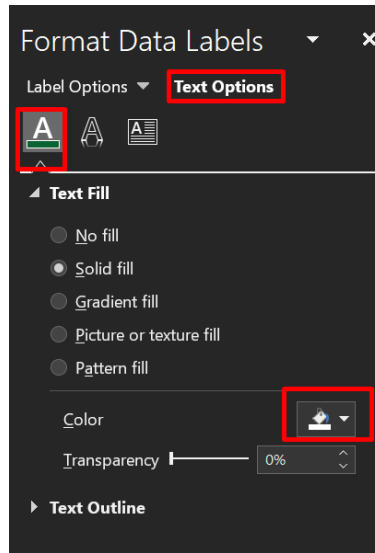 Format Data Labels
Label Options Text Options
A A A
Text Fill
No fill
Solid fill
Gradient fill
Picture or texture fill
Pattern fill
Color
Transparency 0%
Text Outline